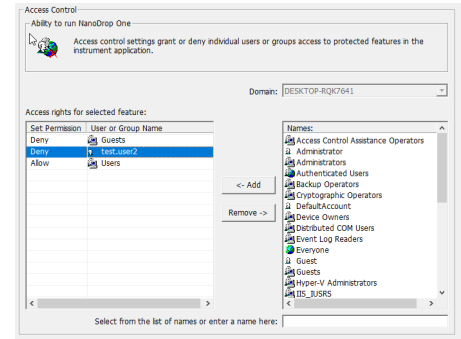 Access Control
Ability to run NanoDrop One
Access control settings grant or deny individual users or groups access to protected features in the
instrument application.
Domain: DESKTOP-RQK7641
Access rights for selected feature:
Set Permission User or Group Name
Deny Guests
Deny test.user2
Allow Users
<- Add
Remove ->
Names:
Access Control Assistance Operators
Administrator
Administrators
Authenticated Users
Backup Operators
Cryptographic Operators
DefaultAccount
Device Owners
Distributed COM Users
Event Log Readers
Everyone
Guest
Guests
Hyper-V Administrators
IIS_IUSRS
Select from the list of names or enter a name here: